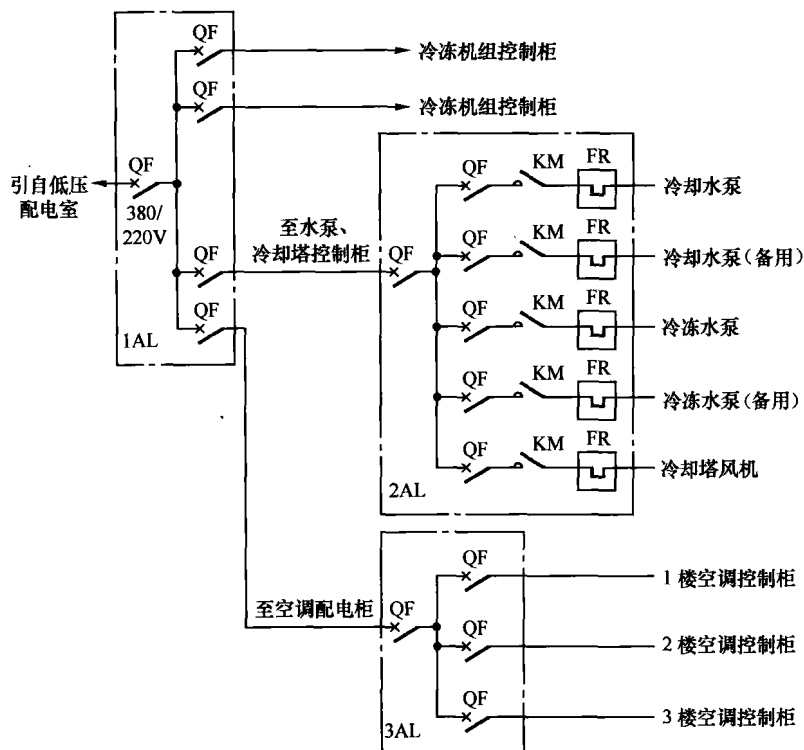 QF
冷冻机组控制柜
QF
冷冻机组控制柜
QF
引自低压
配电室
380/
220V
至水泵、
冷却塔控制柜
QF
QF
1AL
QF
QF
KM
FR
冷却水泵
QF
KM
FR
冷却水泵(备用)
QF
KM
FR
冷冻水泵
QF
KM
FR
冷冻水泵(备用)
QF
KM
FR
冷却塔风机
2AL
至空调配电柜
QF
QF
1 楼空调控制柜
QF
2 楼空调控制柜
QF
3 楼空调控制柜
3AL